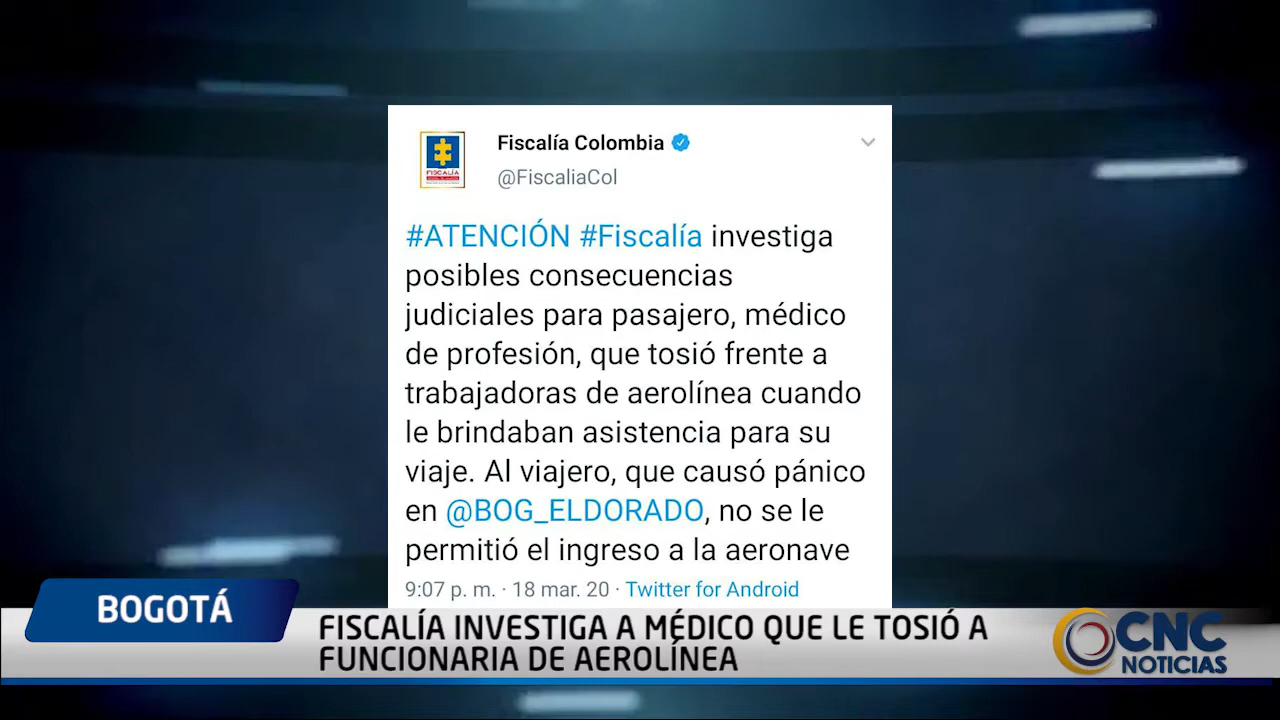 Fiscalía Colombia
@FiscaliaCol
FISCALÍA
#ATENCIÓN #Fiscalía investiga
posibles consecuencias
judiciales para pasajero, médico
de profesión, que tosió frente a
trabajadoras de aerolínea cuando
le brindaban asistencia para su
viaje. Al viajero, que causó pánico
en @BOG_ELDORADO, no se le
permitió el ingreso a la aeronave
9:07 p. m. · 18 mar. 20 · Twitter for Android
BOGOTÁ
FISCALÍA INVESTIGA A MÉDICO QUE LE TOSIÓ A
FUNCIONARIA DE AEROLÍNEA
CNC
NOTICIAS